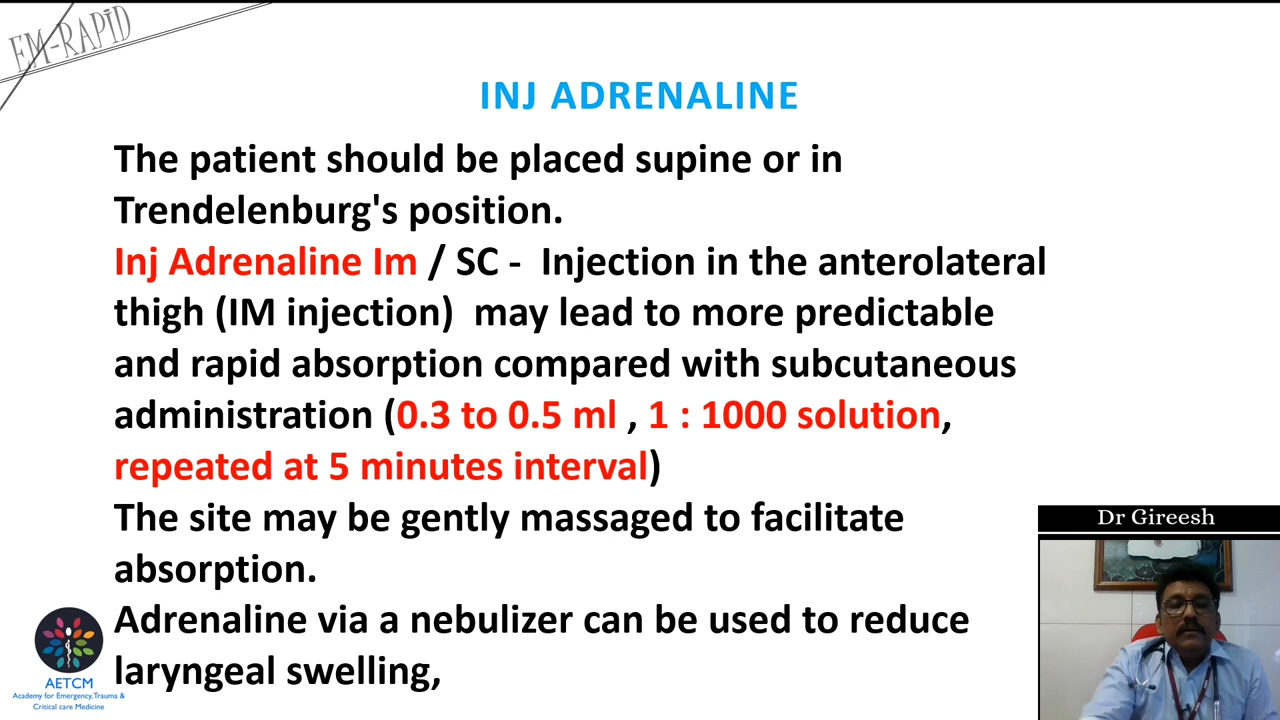 EM-RAPID
INJ ADRENALINE
The patient should be placed supine or in
Trendelenburg's position.
Inj Adrenaline Im / SC - Injection in the anterolateral
thigh (IM injection) may lead to more predictable
and rapid absorption compared with subcutaneous
administration (0.3 to 0.5 ml , 1 : 1000 solution,
repeated at 5 minutes interval)
The site may be gently massaged to facilitate
absorption.
Adrenaline via a nebulizer can be used to reduce
laryngeal swelling,
Dr Gireesh
AETCM
Academy for Emergency,Trauma &
Critical care Medicine